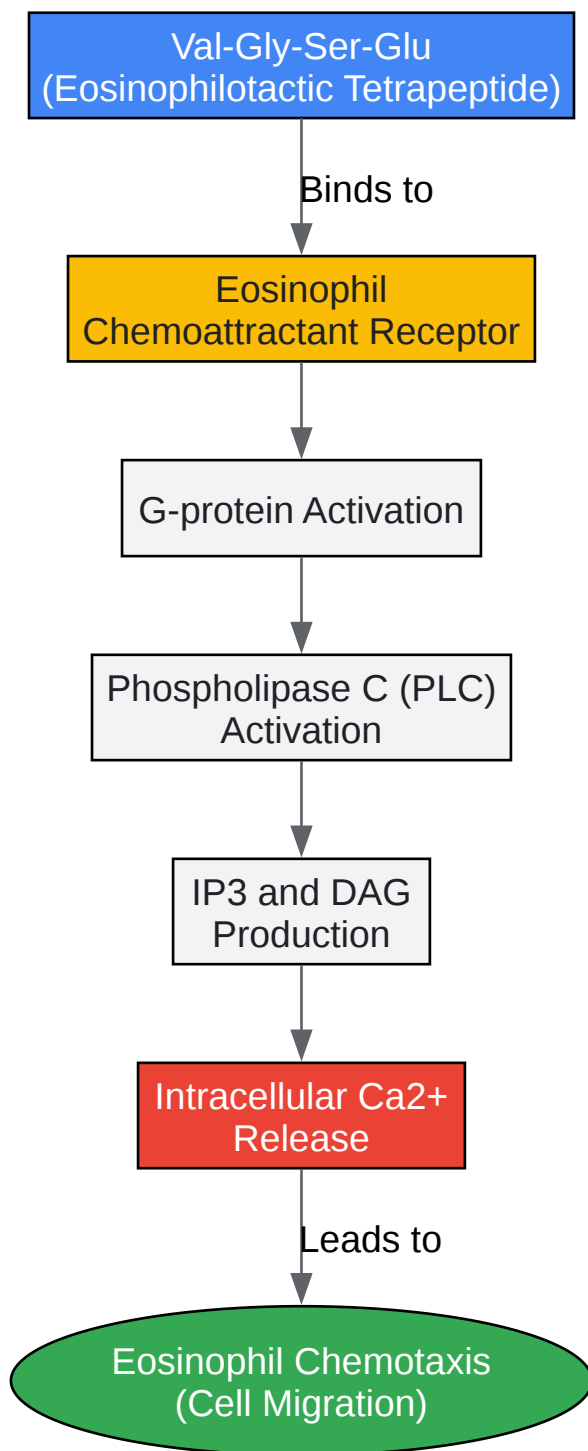 Val-Gly-Ser-Glu
(Eosinophilotactic Tetrapeptide)
Binds to
Eosinophil
Chemoattractant Receptor
G-protein Activation
Phospholipase C (PLC)
Activation
IP3 and DAG
Production
Intracellular Ca2+
Release
Leads to
Eosinophil Chemotaxis
(Cell Migration)